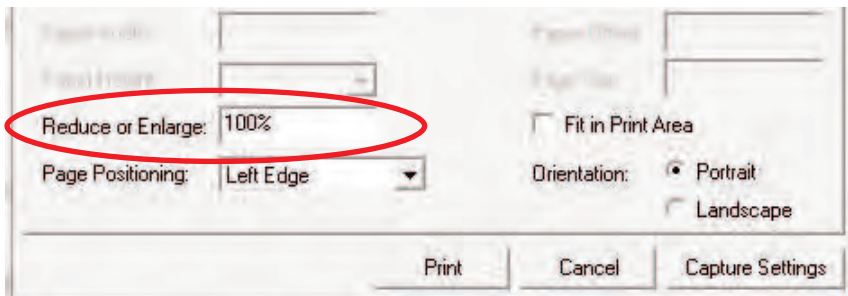 Reduce or Enlarge: 100%
Fit in Print Area
Page Positioning: Left Edge
Orientation: Portrait
Landscape
Print Cancel Capture Settings